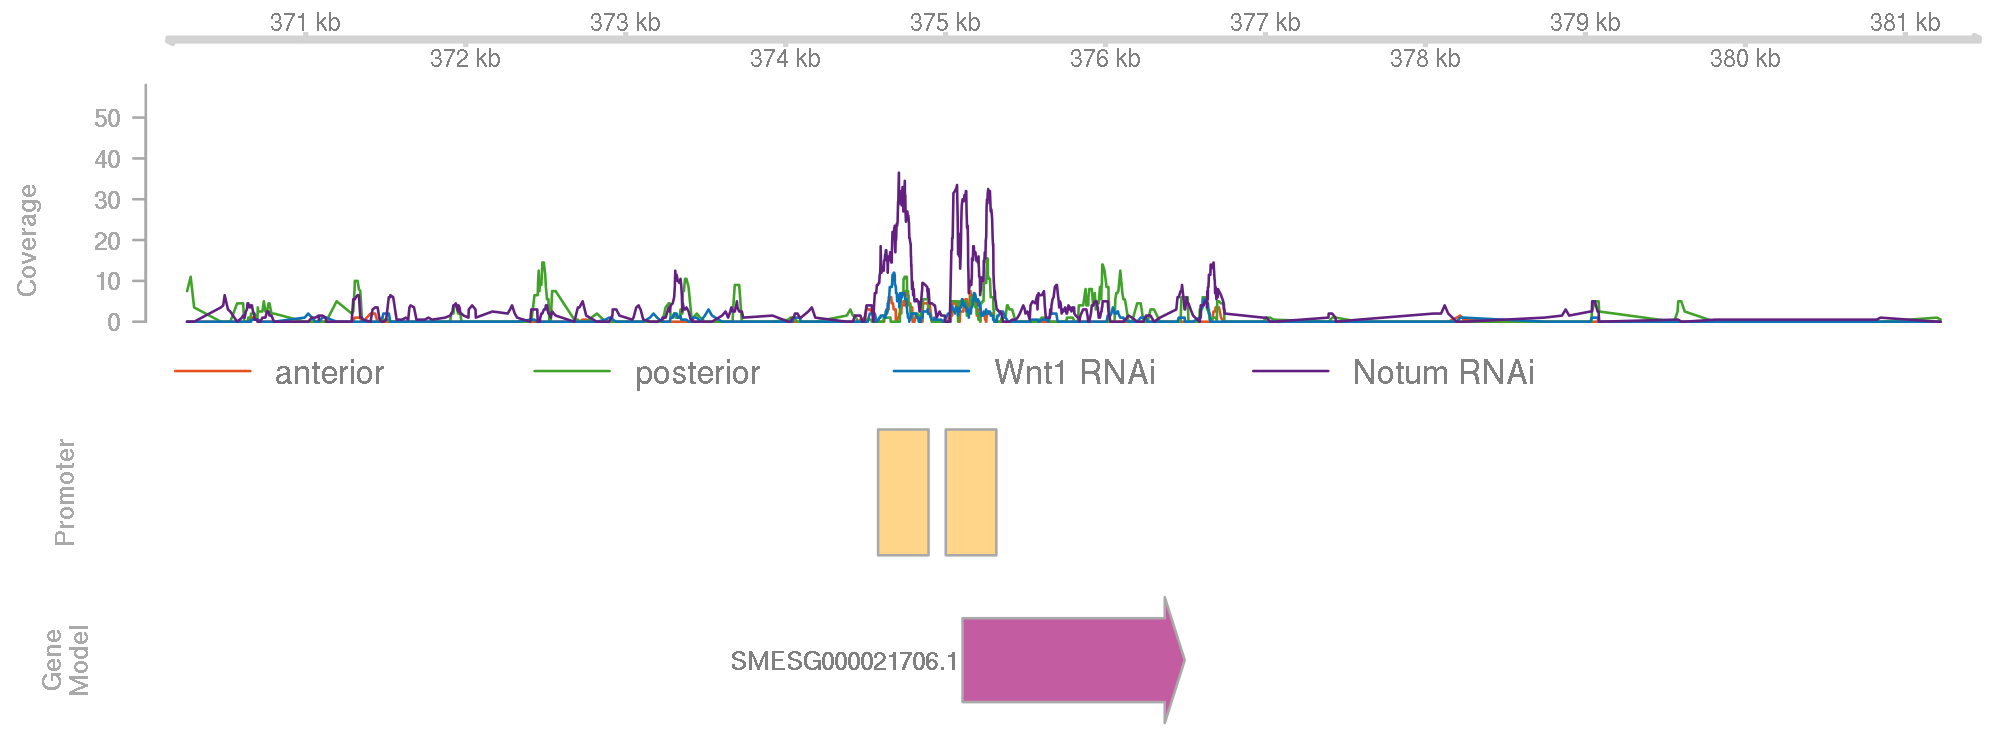 371 kb 373 kb 375 kb 377 kb 379 kb 381 kb
372 kb 374 kb 376 kb 378 kb 380 kb
Coverage
50
40
30
20
10
0
anterior posterior Wnt1 RNAi Notum RNAi
Promoter
Gene
Model
SMESG000021706.1